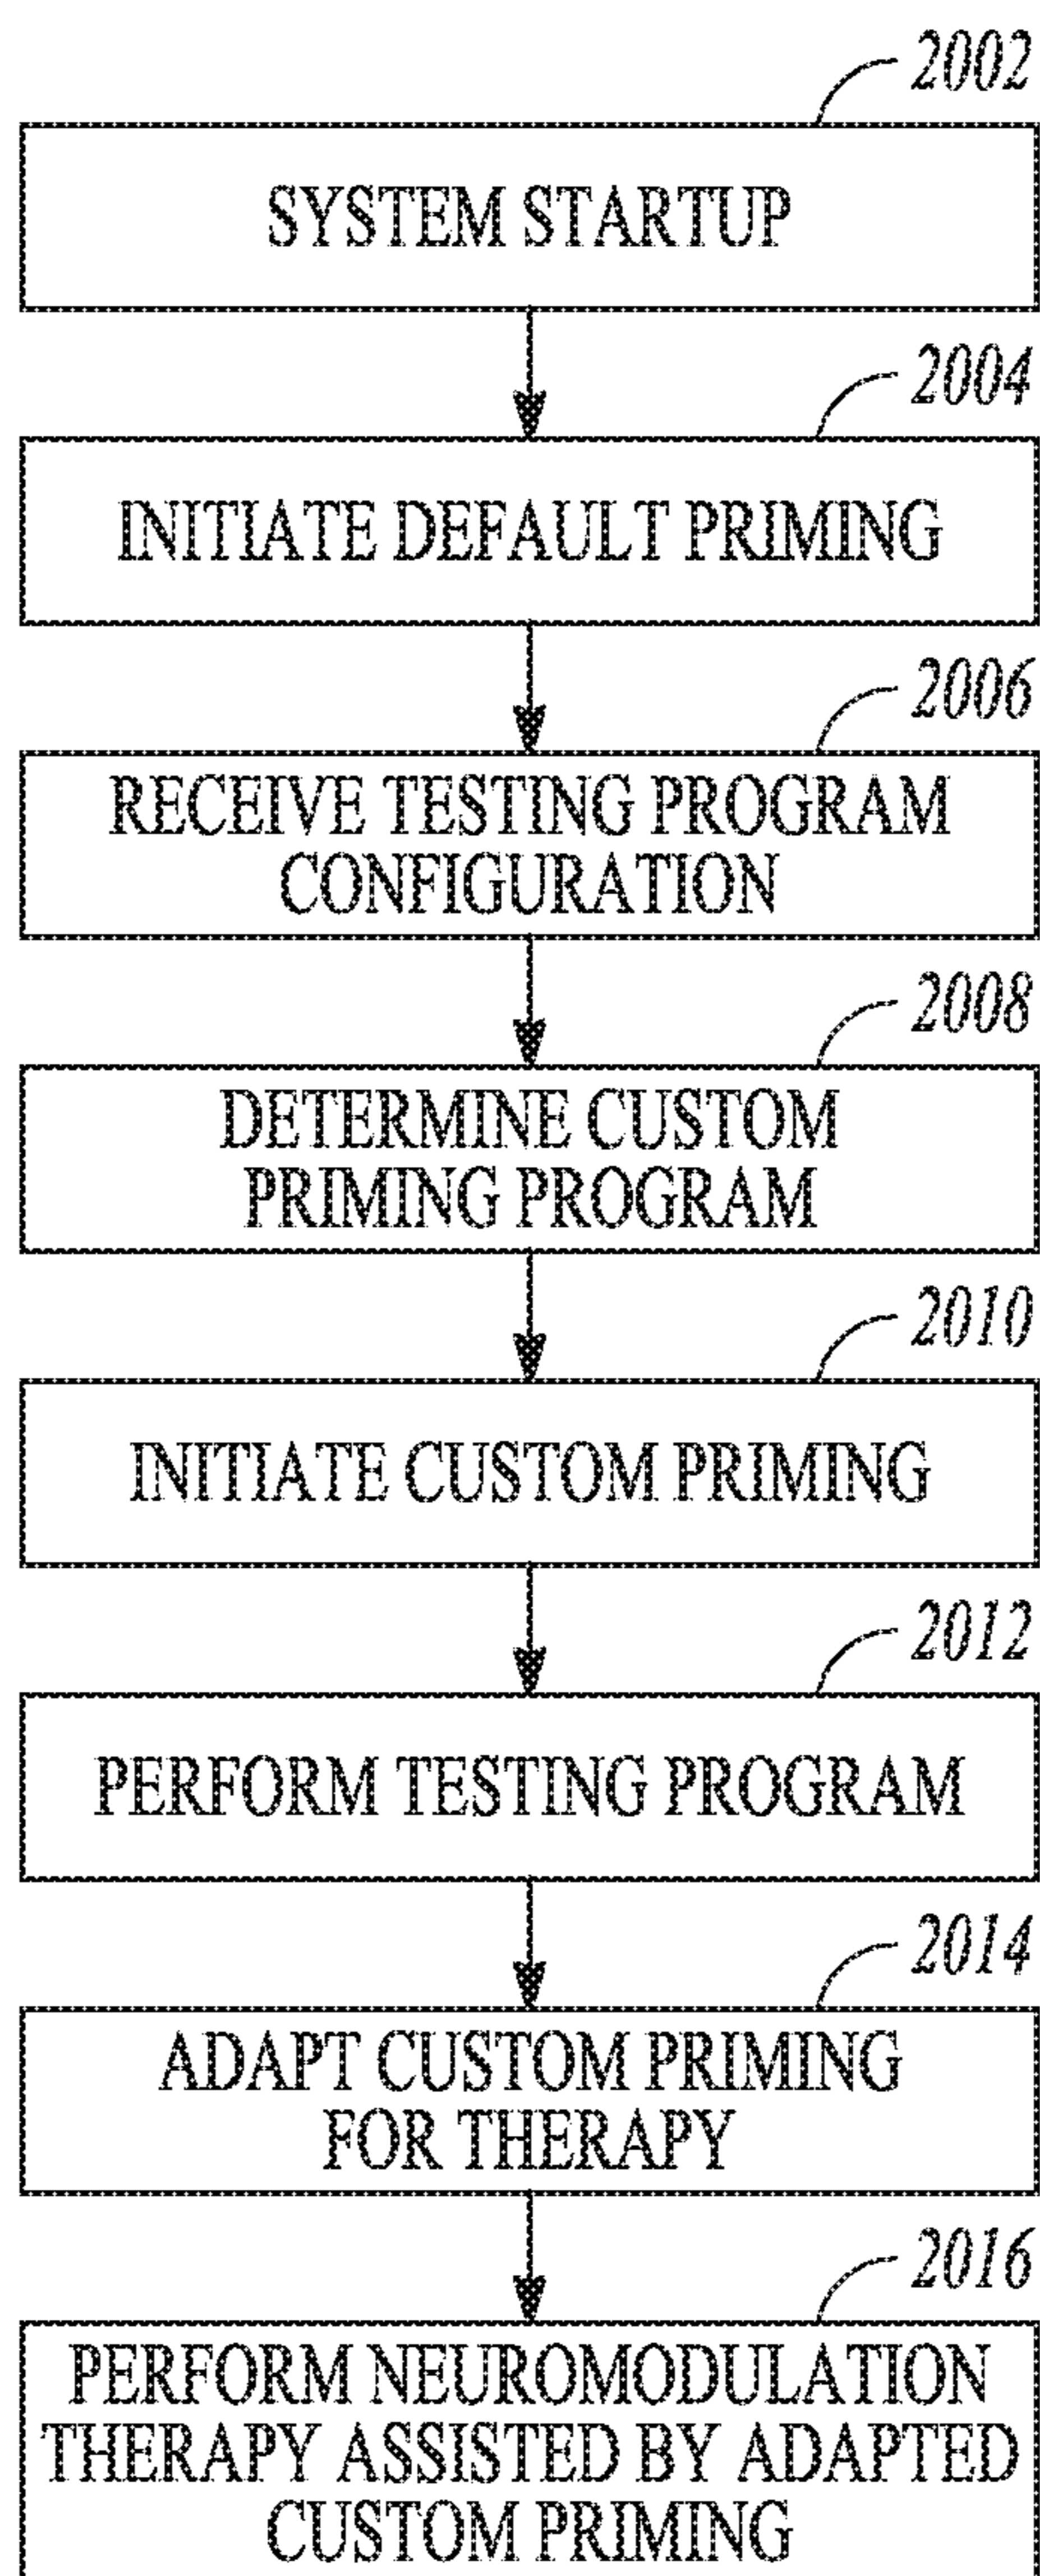 2002
SYSTEM STARTUP
2004
INITIATE DEFAULT PRIMING
2006
RECEIVE TESTING PROGRAM
CONFIGURATION
2008
DETERMINE CUSTOM
PRIMING PROGRAM
2010
INITIATE CUSTOM PRIMING
2012
PERFORM TESTING PROGRAM
2014
ADAPT CUSTOM PRIMING
FOR THERAPY
2016
PERFORM NEUROMODULATION
THERAPY ASSISTED BY ADAPTED
CUSTOM PRIMING